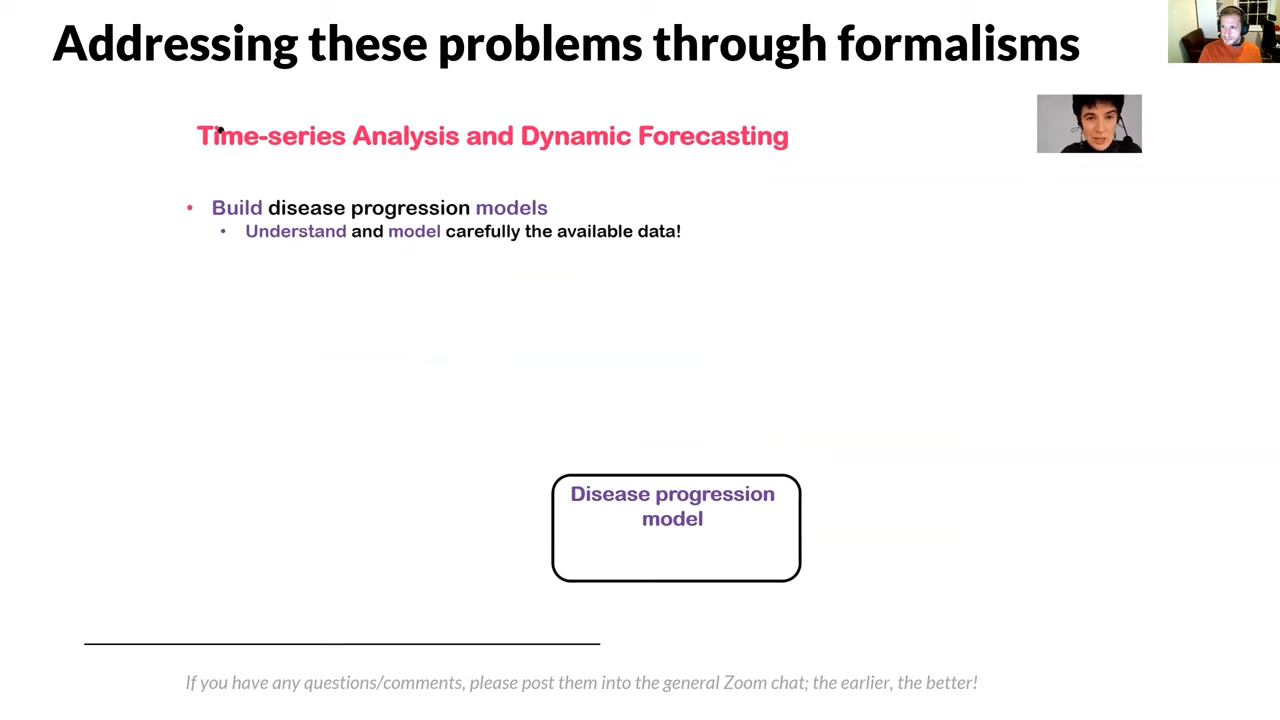 Addressing these problems through formalisms
Time-series Analysis and Dynamic Forecasting
• Build disease progression models
• Understand and model carefully the available data!
Disease progression
model
If you have any questions/comments, please post them into the general Zoom chat; the earlier, the better!